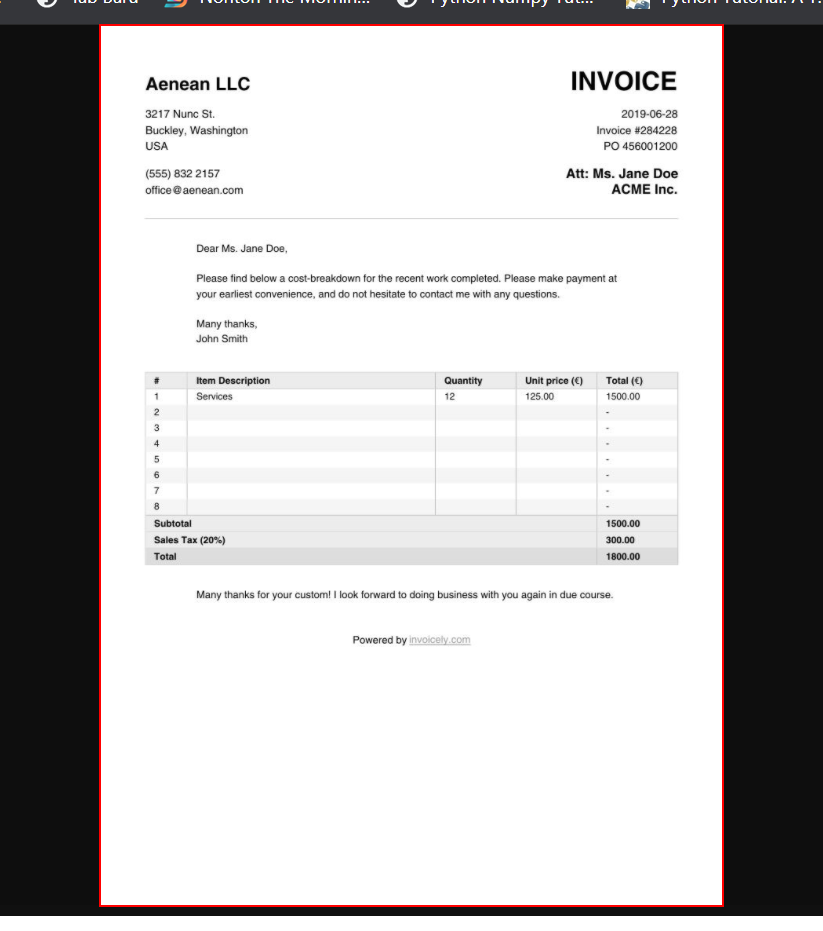 Nonton The Mornin...
Python Numpy Tut...
Aenean LLC
INVOICE
3217 Nunc St.
Buckley, Washington
USA
2019-06-28
Invoice #284228
PO 456001200
(555) 832 2157
office@aenean.com
Att: Ms. Jane Doe
ACME Inc.
Dear Ms. Jane Doe,
Please find below a cost-breakdown for the recent work completed. Please make payment at
your earliest convenience, and do not hesitate to contact me with any questions.
Many thanks,
John Smith
# Item Description Quantity Unit price (€) Total (€)
1 Services 12 125.00 1500.00
2 -
3 -
4 -
5 -
6 -
7 -
8 -
Subtotal 1500.00
Sales Tax (20%) 300.00
Total 1800.00
Many thanks for your custom! I look forward to doing business with you again in due course.
Powered by invoicely.com